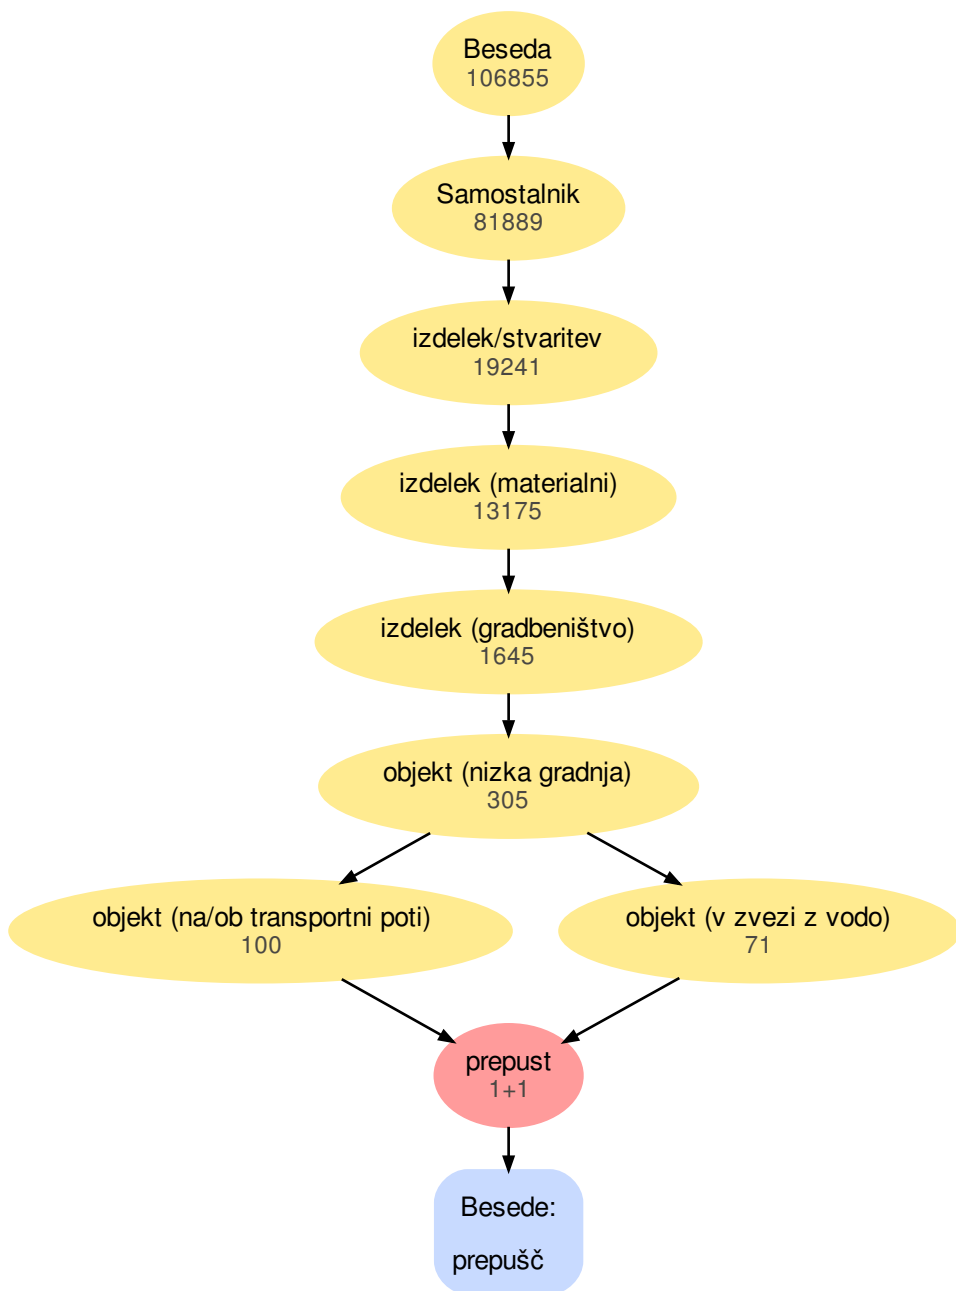 Beseda
106855
Samostalnik
81889
izdelek/stvaritev
19241
izdelek (materialni)
13175
izdelek (gradbeništvo)
1645
objekt (nizka gradnja)
305
objekt (na/ob transportni poti)
100
objekt (v zvezi z vodo)
71
prepust
1+1
Besede:
prepušč